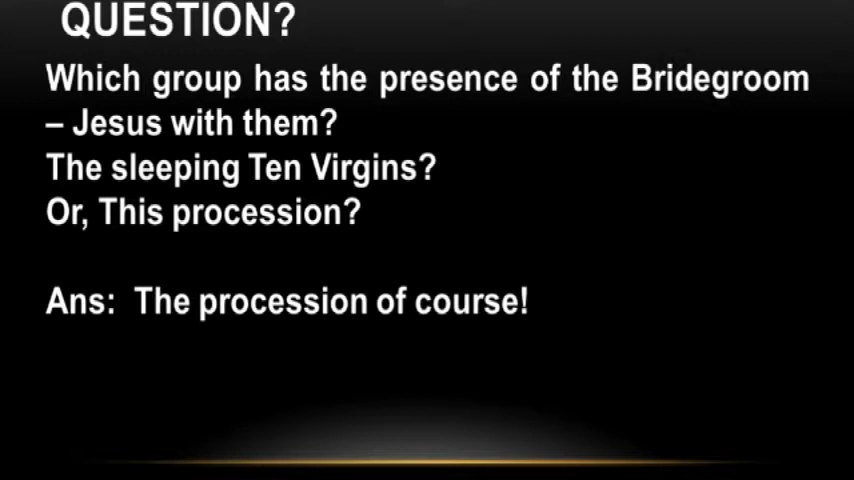 QUESTION?
Which group has the presence of the Bridegroom
– Jesus with them?
The sleeping Ten Virgins?
Or, This procession?
Ans: The procession of course!